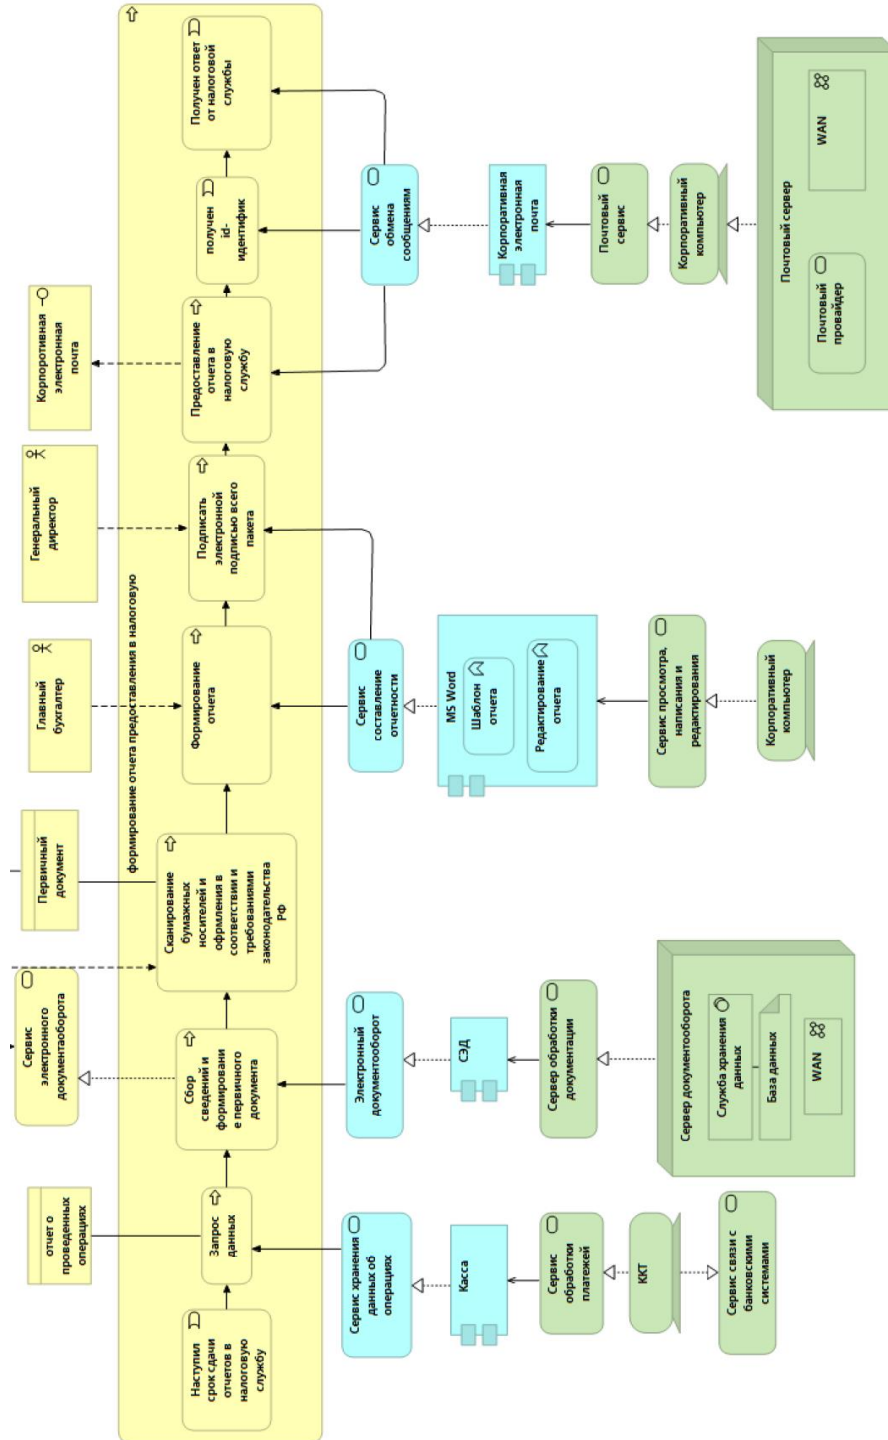 отчет о
проведенных
операциях
Сервис
электронного
документаоборота
Первичный
документ
Главный
бухгалтер
Генеральный
директор
Корпоротивная
электронная
почта
формирование отчета предоставления в налоговую
Наступил
срок сдачи
отчетов в
налоговую
службу
Запрос
данных
Сбор
сведений и
формировани
е первичного
документа
Сканирование
бумажных
носителей и
офрмления в
соответствии и
требованиями
законодательства
РФ
Формирование
отчета
Подписать
электронной
подписью всего
пакета
Предоставление
отчета в
налоговую
службу
получен
id-
идентифик
Получен ответ
от налоговой
службы
Сервис хранения
данных об
операциях
Электронный
документооборот
Сервис
составление
отчетности
Сервис
обмена
сообщениям
Касса
СЭД
MS Word
Шаблон
отчета
Редактирование
отчета
Корпоративная
электронная
почта
Сервис
обработки
платежей
Сервер обработки
документации
Сервис просмотра,
написания и
редактирования
Почтовый
сервис
ККТ
Сервер документооборота
Служба хранения
данных
База данных
WAN
Корпоративный
компьютер
Корпоративный
компьютер
Сервис связи с
банковскими
системами
Почтовый сервер
Почтовый
провайдер
WAN